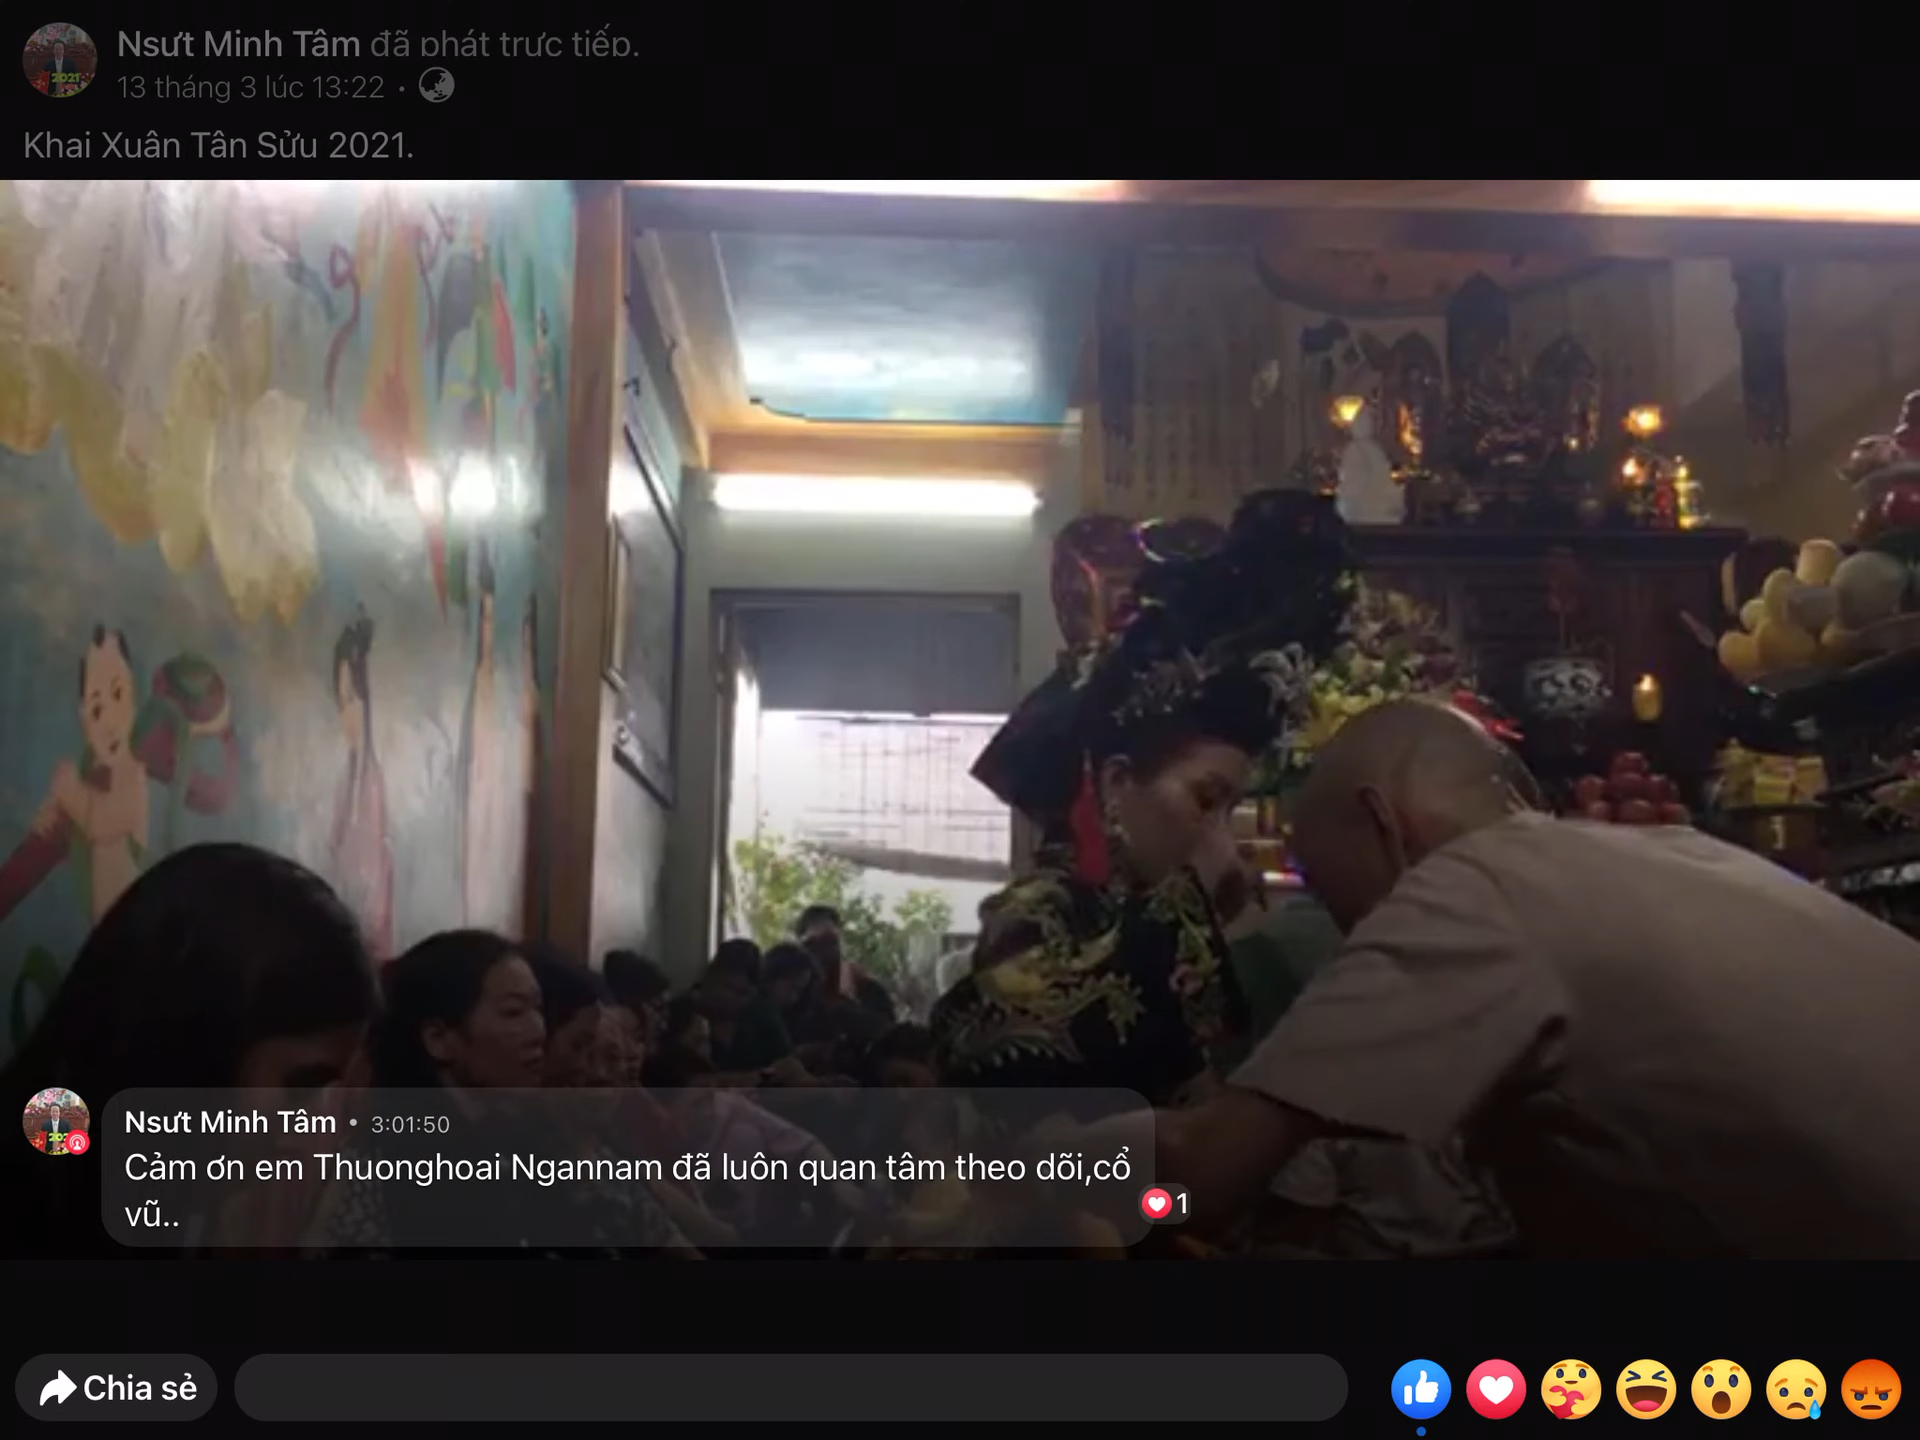 Nsưt Minh Tâm đã phát trực tiếp.
13 tháng 3 lúc 13:22 •
Khai Xuân Tân Sửu 2021.
Nsưt Minh Tâm • 3:01:50
Cảm ơn em Thuonghoai Ngannam đã luôn quan tâm theo dõi,cổ
vũ..
1
Chia sẻ